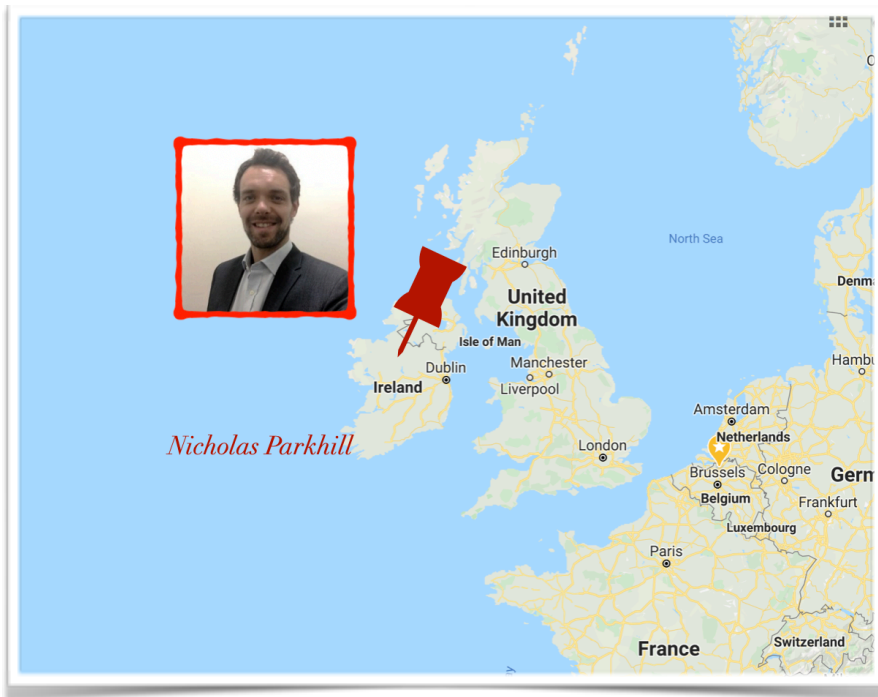 North Sea
Edinburgh
United
Kingdom
Denm
Isle of Man
Manchester
Hambu
Dublin
Ireland
Liverpool
Amsterdam
Netherlands
Nicholas Parkhill
London
Brussels
Cologne
Germ
Belgium
Frankfurt
Luxembourg
Paris
France
Switzerland